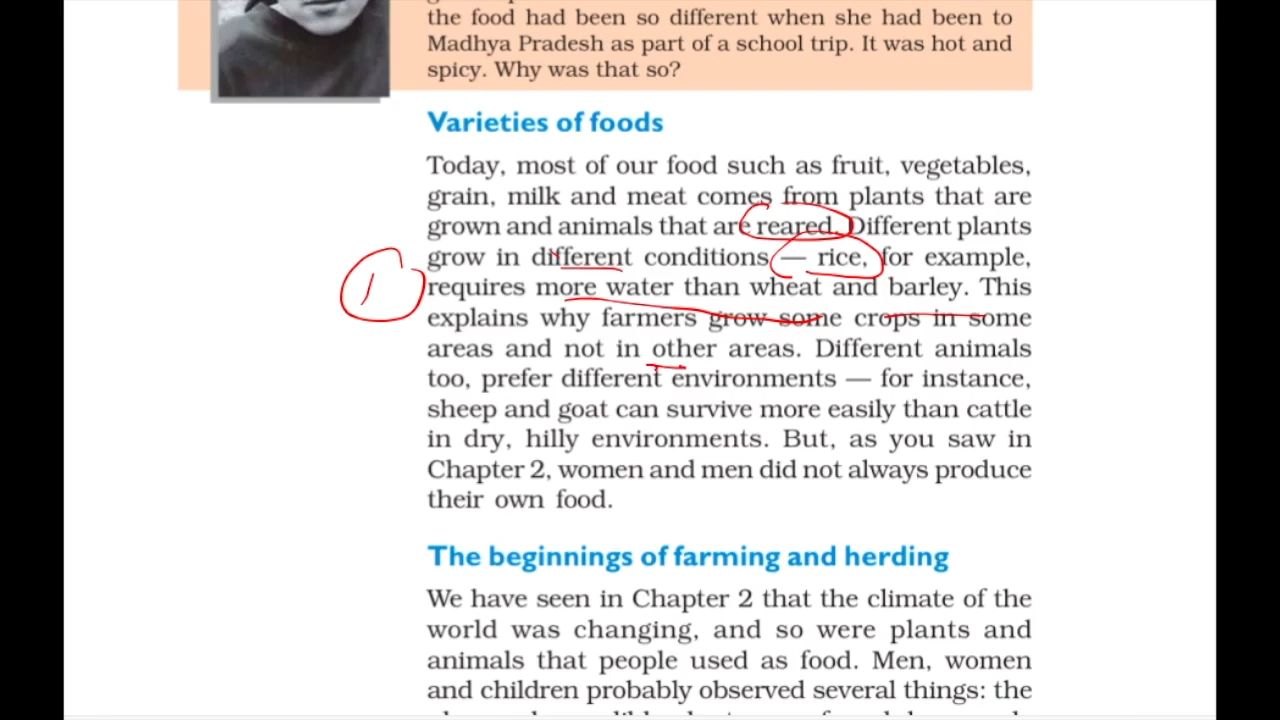 the food had been so different when she had been to
Madhya Pradesh as part of a school trip. It was hot and
spicy. Why was that so?
Varieties of foods
Today, most of our food such as fruit, vegetables,
grain, milk and meat comes from plants that are
grown and animals that are reared. Different plants
grow in different conditions — rice, for example,
requires more water than wheat and barley. This
explains why farmers grow some crops in some
areas and not in other areas. Different animals
too, prefer different environments — for instance,
sheep and goat can survive more easily than cattle
in dry, hilly environments. But, as you saw in
Chapter 2, women and men did not always produce
their own food.
The beginnings of farming and herding
We have seen in Chapter 2 that the climate of the
world was changing, and so were plants and
animals that people used as food. Men, women
and children probably observed several things: the